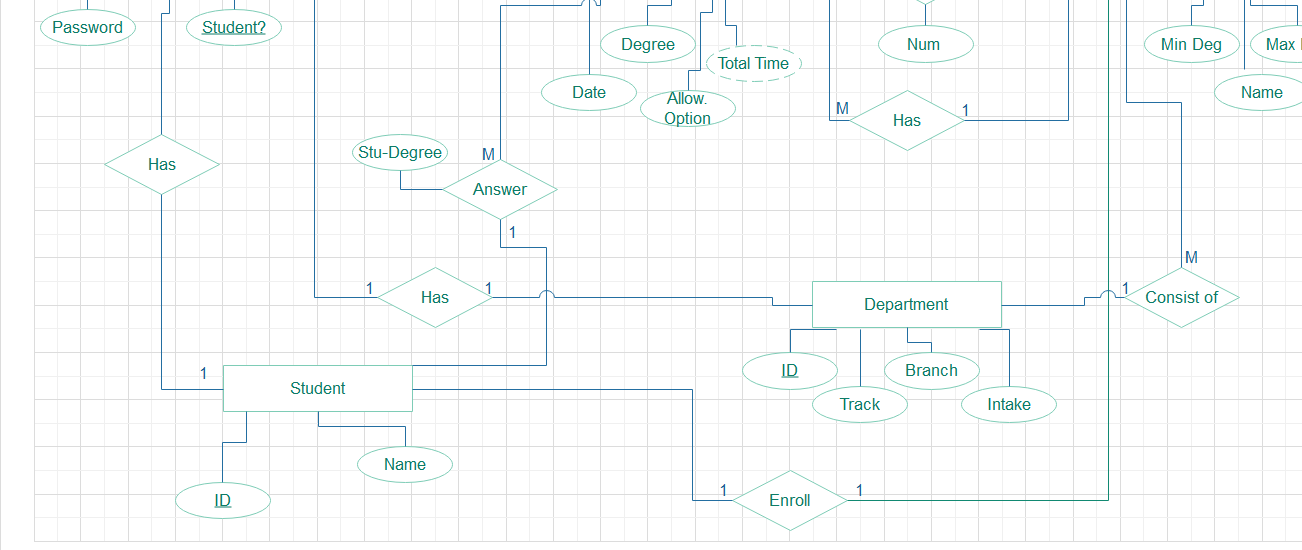 Password
Student?
Degree
Total Time
Date
Allow.
Option
Num
Min Deg
Max
Name
M
Has
1
Has
Stu-Degree
M
Answer
1
1
Has
1
Department
1
M
Consist of
ID
Branch
Track
Intake
1
Student
Name
ID
1
Enroll
1